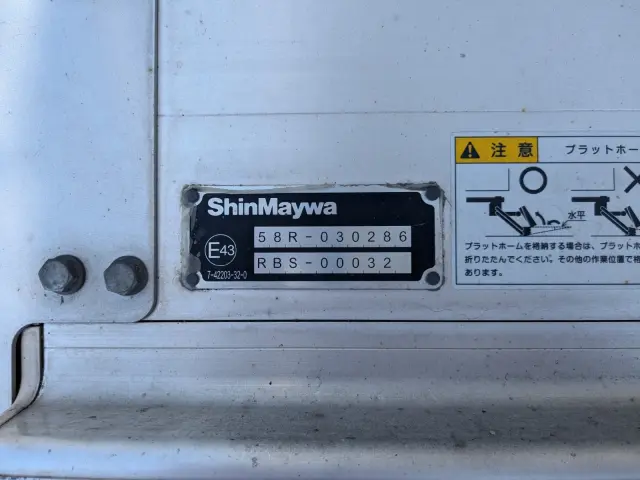 ShinMaywa
E43
58R-030286
RBS-00032
7-42203-32-0
注意
プラットホー
水平
プラットホームを格納する場合は、プラットホー
折りたたんでください。その他の作業位置で格
あります。